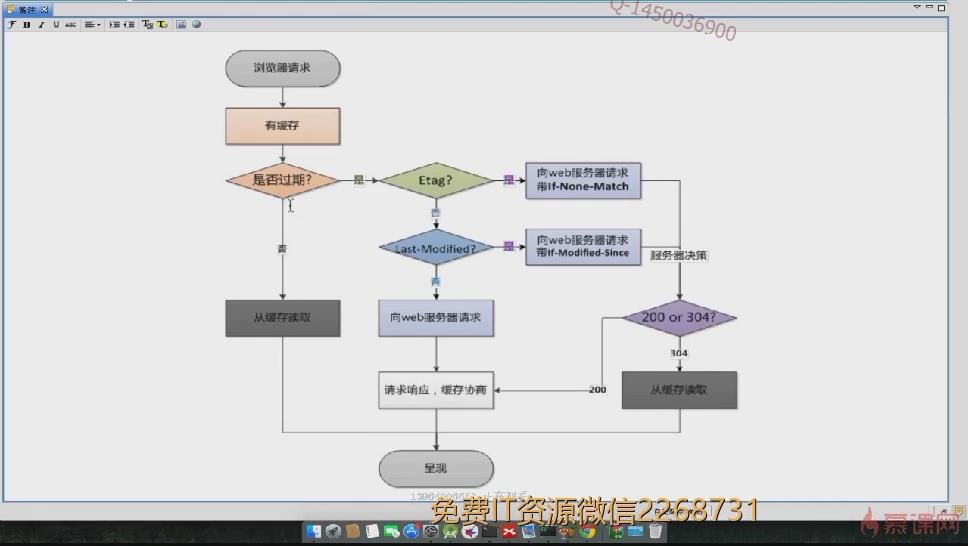 备注
Q-1450036900
浏览器请求
有缓存
是否过期?
是
Etag?
是
向web服务器请求
带If-None-Match
否
否
Last-Modified?
是
向web服务器请求
带If-Modified-Since
服务器决策
否
从缓存读取
向web服务器请求
200 or 304?
304
请求响应，缓存协商
200
从缓存读取
呈现
免费IT资源微信2268731
慕课网